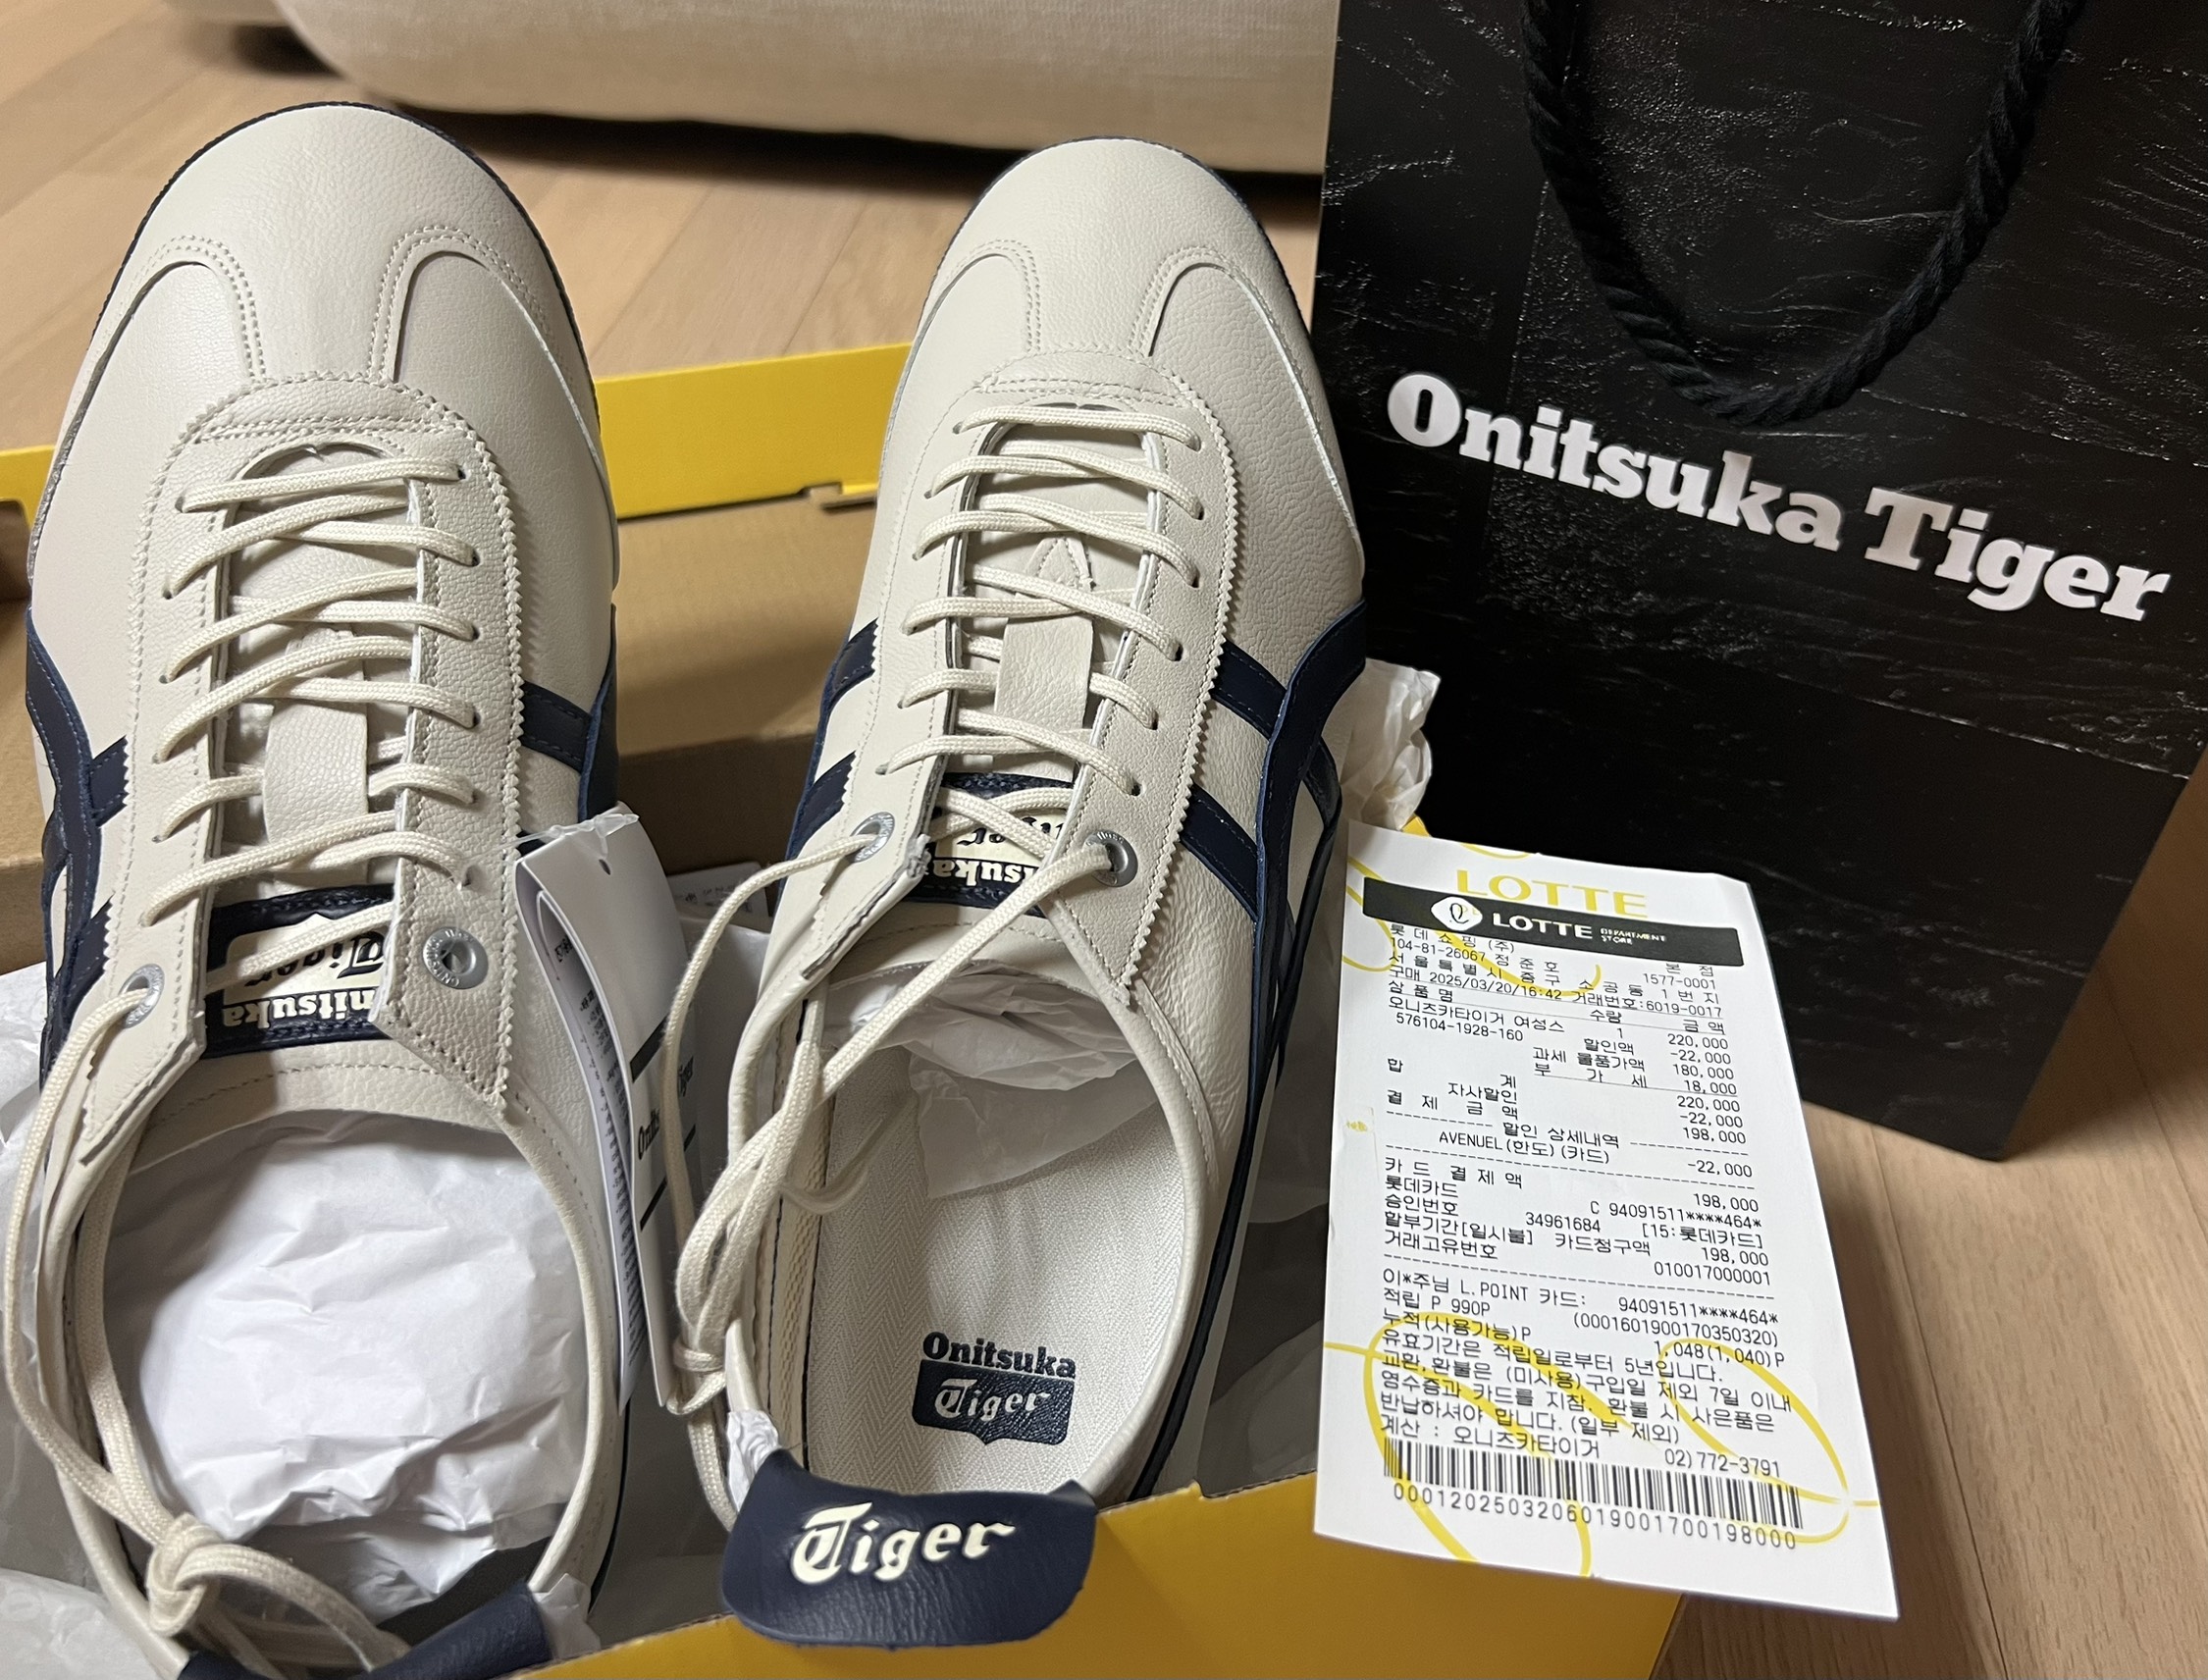 Onitsuka Tiger
Onitsuka
Tiger
Tiger
Onitsuka
Tiger
LOTTE
LOTTE DEPARTMENT STORE
롯데쇼핑 (주) 본 점
104-81-26067 정 준 호 1577-0001
서울특별시 중구 소공동 1번지
구매 2025/03/20/16:42 거래번호:6019-0017
상 품 명 수량 금 액
오니츠카타이거 여성스 1 220,000
576104-1928-160 할인액 -22,000
과세 물품가액 180,000
부 가 세 18,000
합 계 220,000
자사할인 -22,000
결 제 금 액 198,000
할인 상세내역
AVENUEL(한도)(카드) -22,000
카 드 결 제 액 198,000
롯데카드 C 94091511****464*
승인번호 34961684 [15:롯데카드]
할부기간[일시불] 카드청구액 198,000
거래고유번호 010017000001
이*주님 L.POINT 카드: 94091511****464*
적립 P 990P (0001601900170350320)
누적(사용가능)P 1,048(1,040)P
유효기간은 적립일로부터 5년입니다.
교환,환불은 (미사용)구입일 제외 7일 이내
영수증과 카드를 지참. 환불 시 사은품은
반납하셔야 합니다.(일부 제외)
계산 : 오니츠카타이거 02)772-3791
0001202503206019001700198000